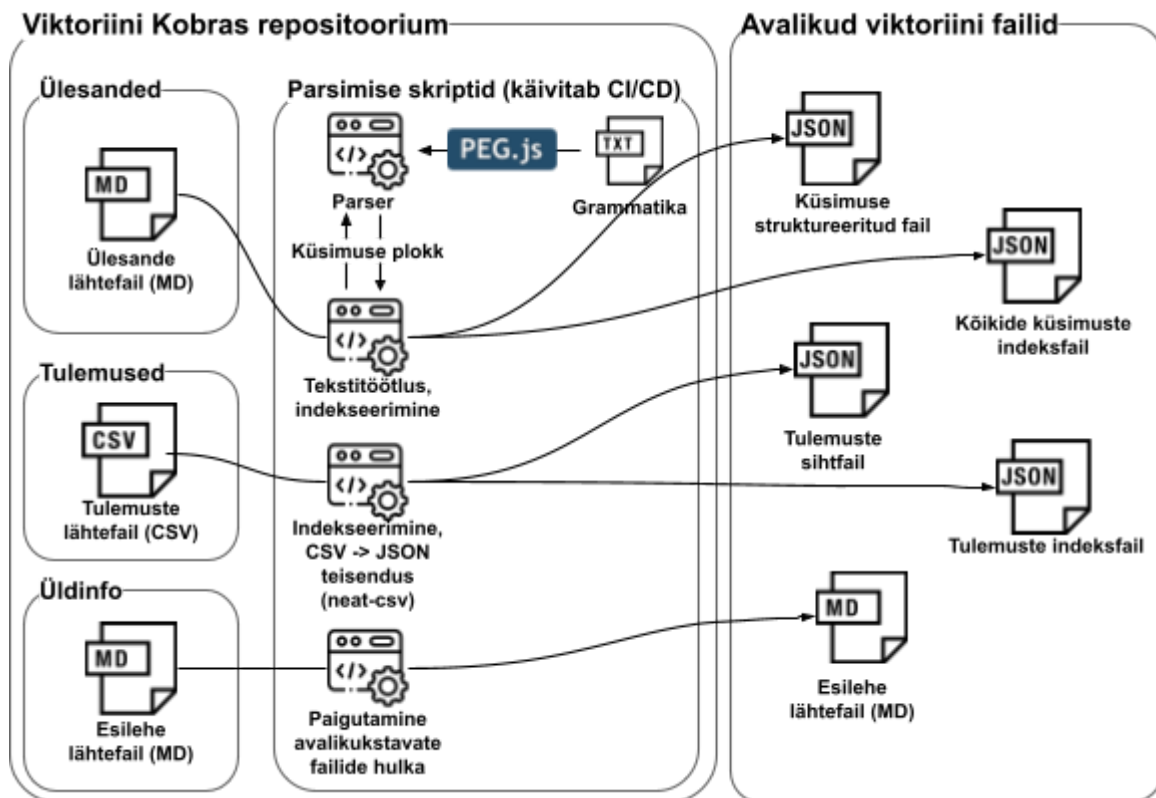 Viktoriini Kobras repositoorium
Avalikud viktoriini failid
Ülesanded
MD
Ülesande
lähtefail (MD)
Tulemused
CSV
Tulemuste
lähtefail (CSV)
Üldinfo
MD
Esilehe
lähtefail (MD)
Parsimise skriptid (käivitab CI/CD)
</>
Parser
PEG.js
TXT
Grammatika
Küsimuse plokk
</>
Tekstitöötlus,
indekseerimine
</>
Indekseerimine,
CSV -> JSON
teisendus
(neat-csv)
</>
Paigutamine
avalikukstavate
failide hulka
JSON
Küsimuse
struktureeritud fail
JSON
Kõikide küsimuste
indeksfail
JSON
Tulemuste
sihtfail
JSON
Tulemuste indeksfail
MD
Esilehe
lähtefail (MD)